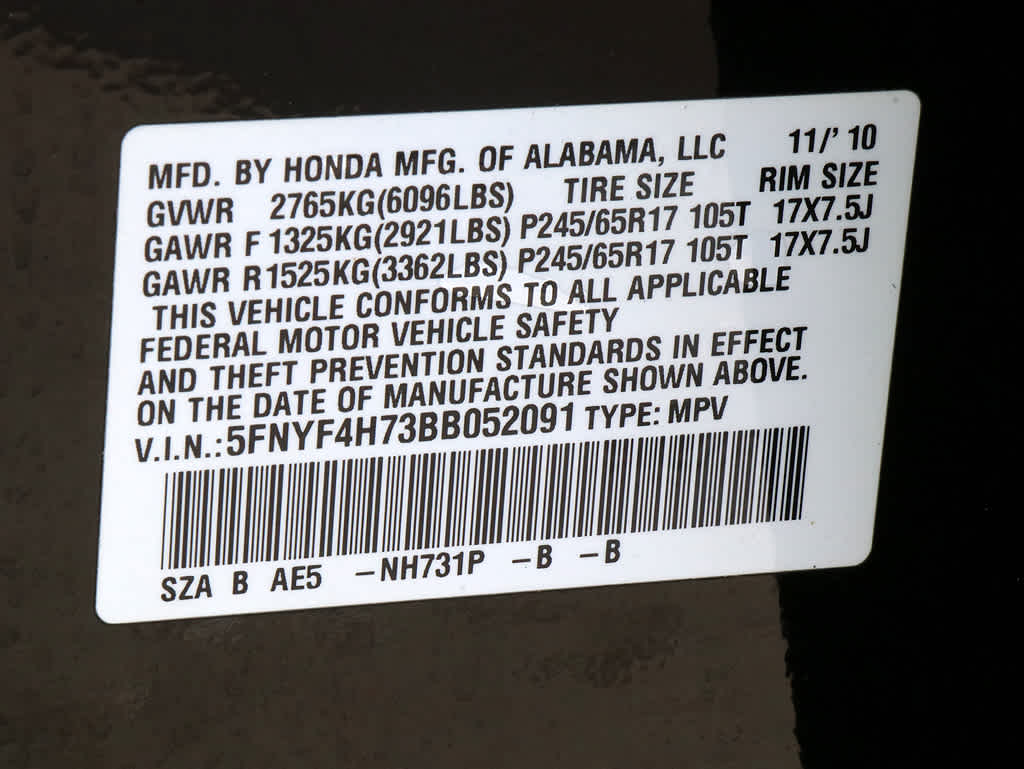 MFD. BY HONDA MFG. OF ALABAMA, LLC 11/' 10
GVWR 2765KG(6096LBS) TIRE SIZE RIM SIZE
GAWR F 1325KG(2921LBS) P245/65R17 105T 17X7.5J
GAWR R 1525KG(3362LBS) P245/65R17 105T 17X7.5J
THIS VEHICLE CONFORMS TO ALL APPLICABLE
FEDERAL MOTOR VEHICLE SAFETY
AND THEFT PREVENTION STANDARDS IN EFFECT
ON THE DATE OF MANUFACTURE SHOWN ABOVE.
V.I.N.: 5FNYF4H73BB052091 TYPE: MPV
SZA B AE5 -NH731P -B -B